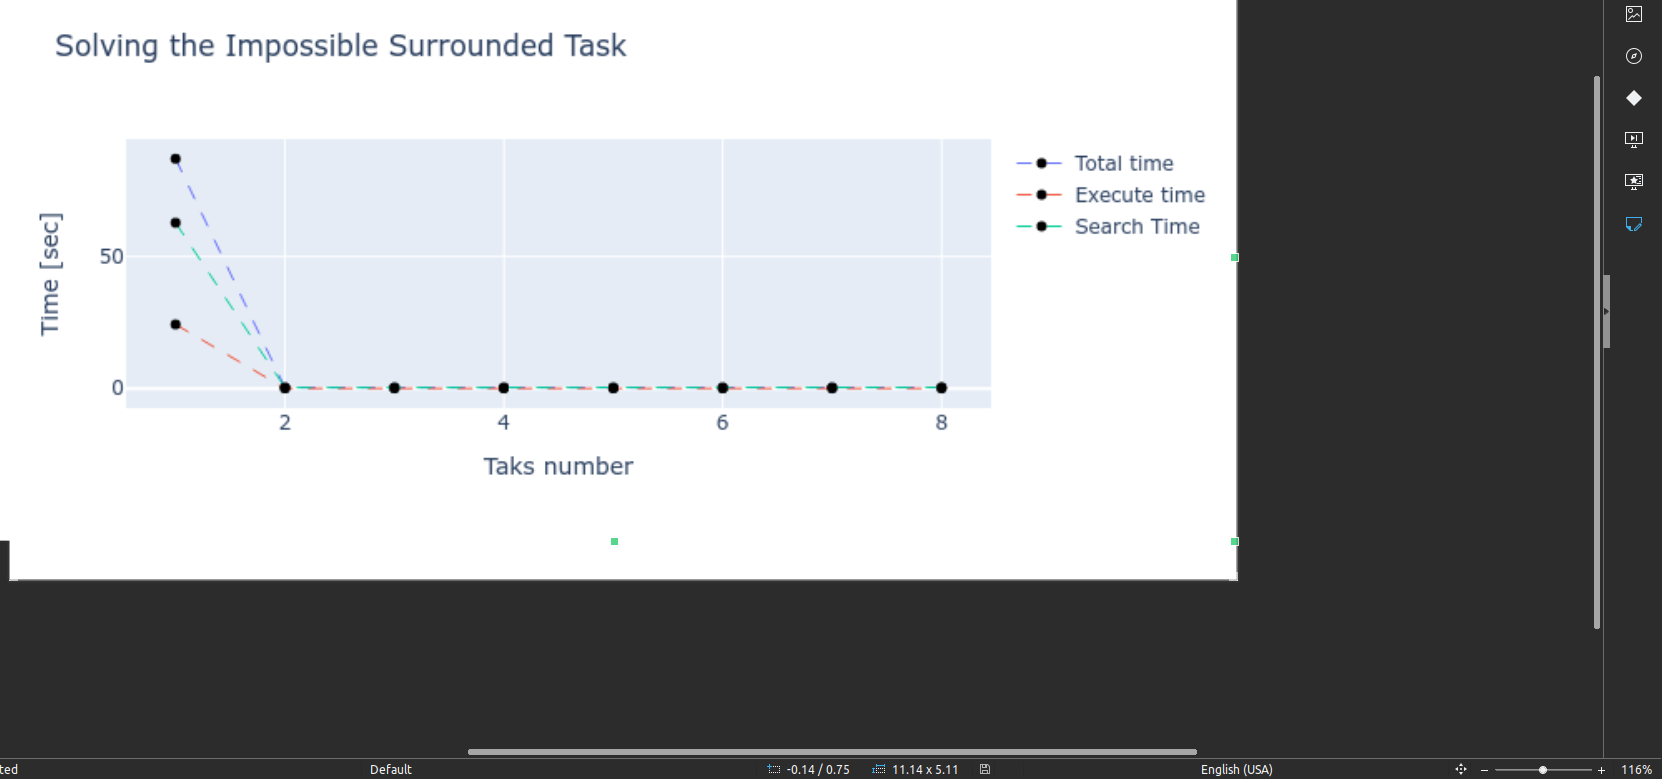 Solving the Impossible Surrounded Task
Total time
Execute time
Search Time
Time [sec]
50
0
2 4 6 8
Taks number
ted Default -0.14 / 0.75 11.14 x 5.11 English (USA) 116%